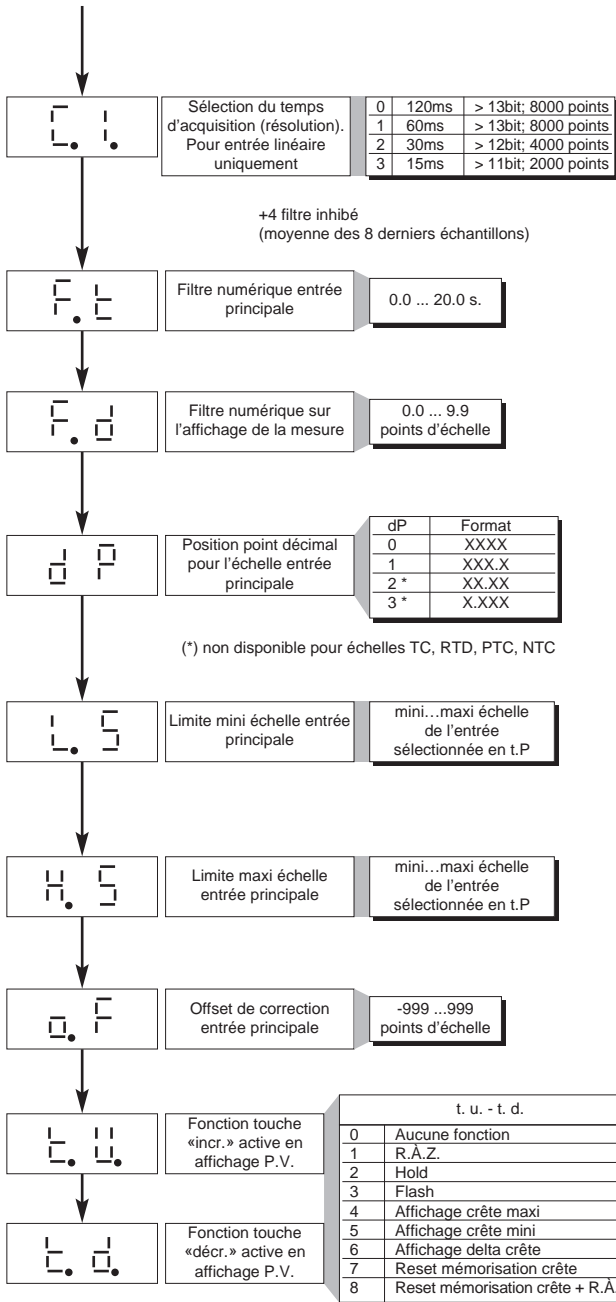 C. I.
Sélection du temps
d'acquisition (résolution).
Pour entrée linéaire
uniquement
0 120ms > 13bit; 8000 points
1 60ms > 13bit; 8000 points
2 30ms > 12bit; 4000 points
3 15ms > 11bit; 2000 points
+4 filtre inhibé
(moyenne des 8 derniers échantillons)
F. t
Filtre numérique entrée
principale
0.0 ... 20.0 s.
F. d
Filtre numérique sur
l'affichage de la mesure
0.0 ... 9.9
points d'échelle
d P
Position point décimal
pour l'échelle entrée
principale
dP Format
0 XXXX
1 XXX.X
2 * XX.XX
3 * X.XXX
(*) non disponible pour échelles TC, RTD, PTC, NTC
L. S
Limite mini échelle entrée
principale
mini…maxi échelle
de l'entrée
sélectionnée en t.P
H. S
Limite maxi échelle
entrée principale
mini…maxi échelle
de l'entrée
sélectionnée en t.P
o. F
Offset de correction
entrée principale
-999 ...999
points d'échelle
t. U.
Fonction touche
«incr.» active en
affichage P.V.
t. d.
Fonction touche
«décr.» active en
affichage P.V.
t. u. - t. d.
0 Aucune fonction
1 R.À.Z.
2 Hold
3 Flash
4 Affichage crête maxi
5 Affichage crête mini
6 Affichage delta crête
7 Reset mémorisation crête
8 Reset mémorisation crête + R.À